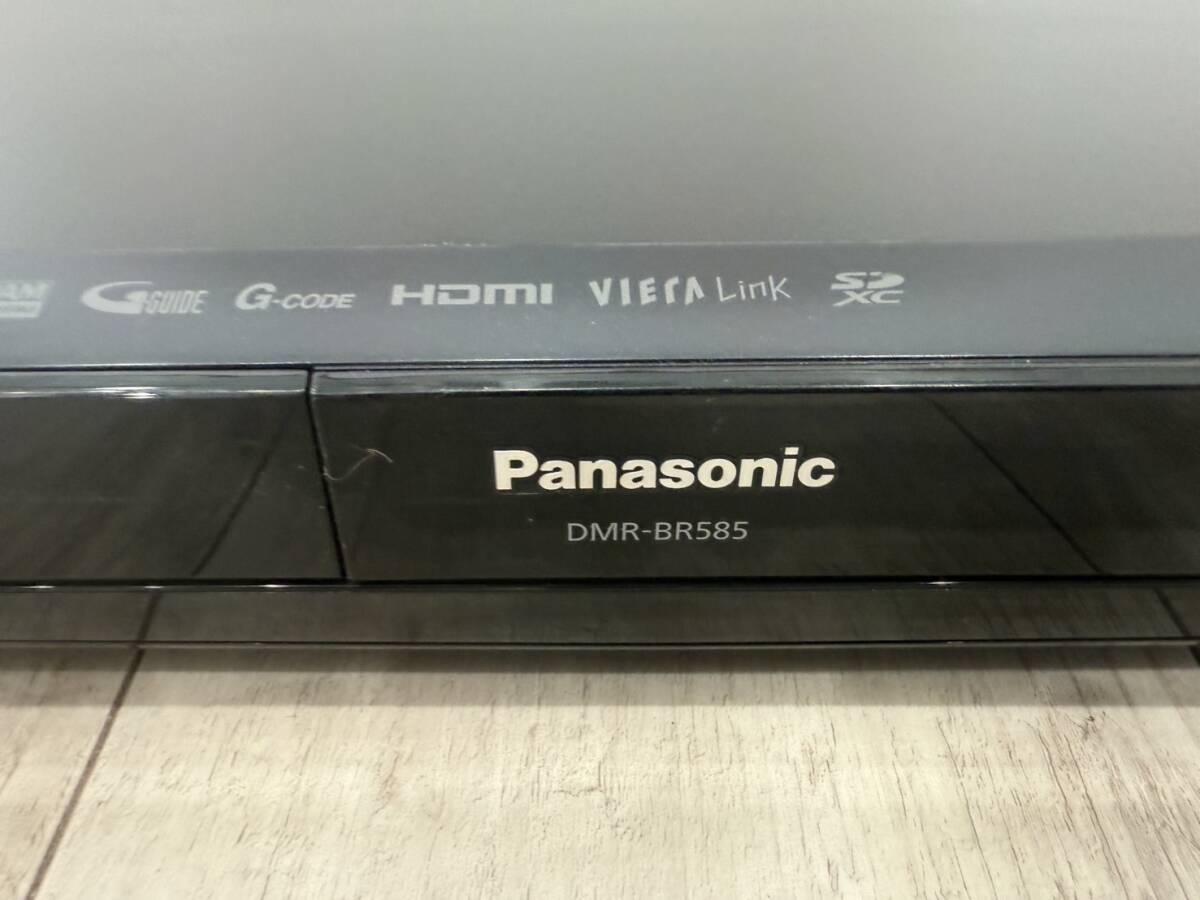 G-GUIDE G-CODE HDMI VIERA Link SD XC
Panasonic
DMR-BR585